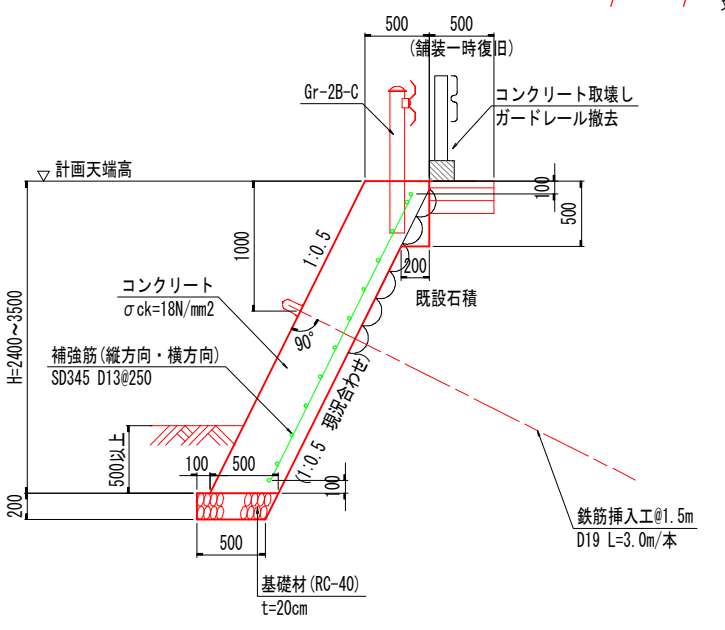 500
500
(舗装一時復旧)
Gr-2B-C
コンクリート取壊し
ガードレール撤去
計画天端高
100
500
1000
1:0.5
200
既設石積
コンクリート
σck=18N/mm2
90°
補強筋(縦方向・横方向)
SD345 D13@250
H=2400~3500
(1:0.5 現況合わせ)
500以上
100
500
100
200
500
鉄筋挿入工@1.5m
D19 L=3.0m/本
基礎材(RC-40)
t=20cm